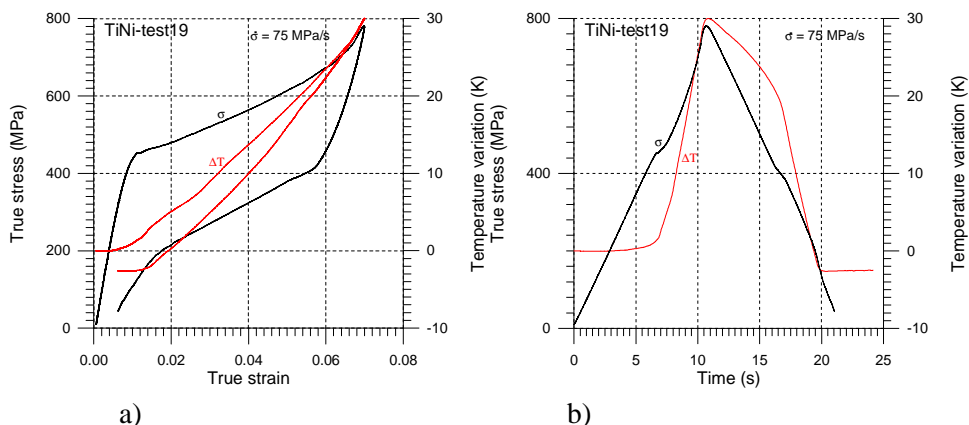 TiNi-test19
σ̇ = 75 MPa/s
σ
ΔT
800
600
400
200
0
30
20
10
0
-10
0.00 0.02 0.04 0.06 0.08
True strain
True stress (MPa)
Temperature variation (K)
a)
TiNi-test19
σ̇ = 75 MPa/s
σ
ΔT
800
400
0
30
20
10
0
-10
0 5 10 15 20 25
Time (s)
True stress (MPa)
Temperature variation (K)
b)